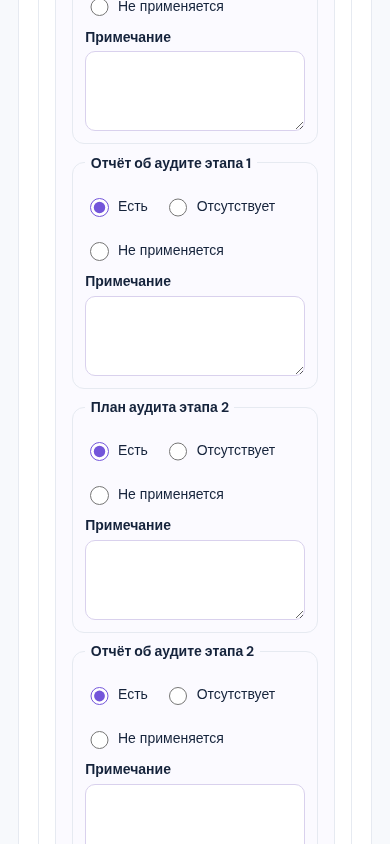 Не применяется
Примечание
Отчёт об аудите этапа 1
Есть Отсутствует
Не применяется
Примечание
План аудита этапа 2
Есть Отсутствует
Не применяется
Примечание
Отчёт об аудите этапа 2
Есть Отсутствует
Не применяется
Примечание